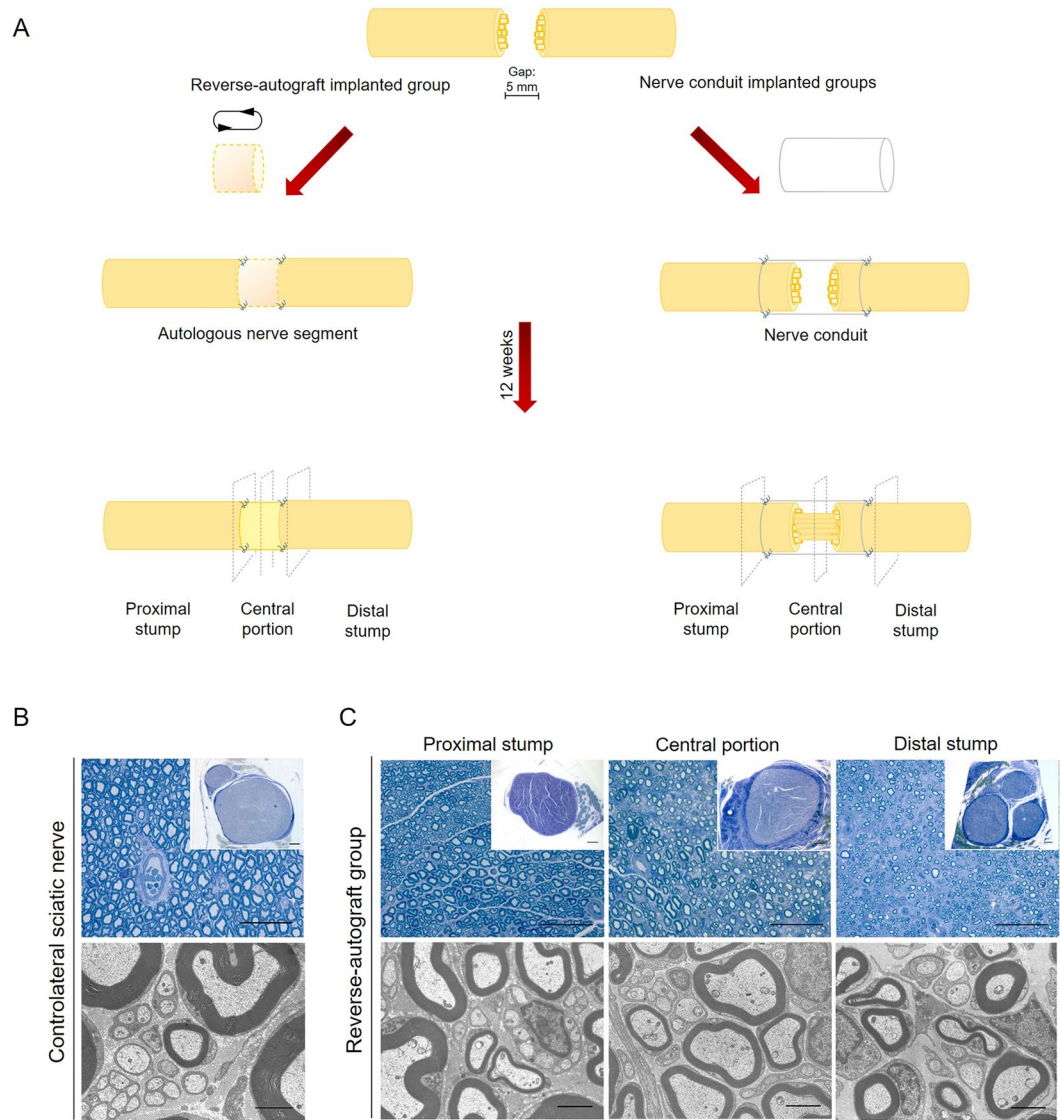 A
Gap:
5 mm
Reverse-autograft implanted group
Nerve conduit implanted groups
Autologous nerve segment
Nerve conduit
12 weeks
Proximal
stump
Central
portion
Distal
stump
Proximal
stump
Central
portion
Distal
stump
B
Controlateral sciatic nerve
C
Proximal stump
Central portion
Distal stump
Reverse-autograft group